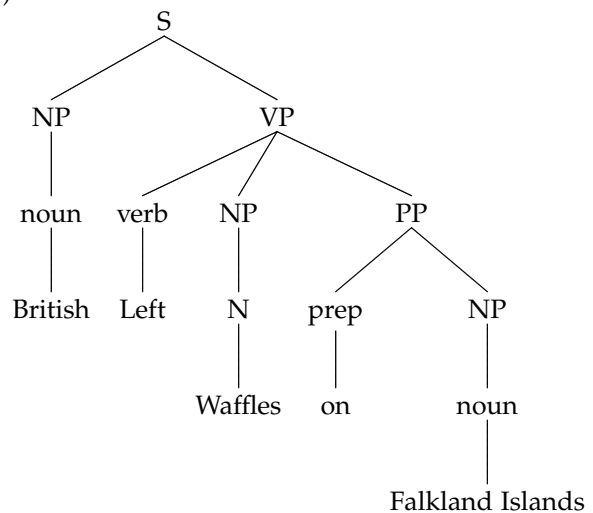 )
S
NP VP
noun verb NP PP
British Left N prep NP
Waffles on noun
Falkland Islands